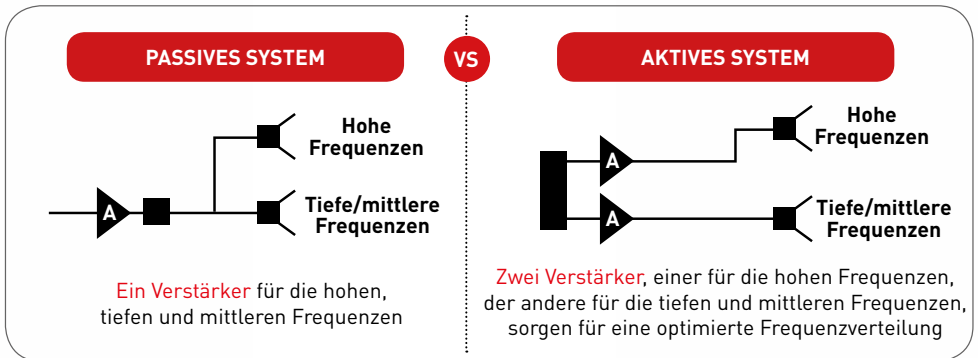 PASSIVES SYSTEM
Hohe
Frequenzen
A
Tiefe/mittlere
Frequenzen
Ein Verstärker für die hohen,
tiefen und mittleren Frequenzen
VS
AKTIVES SYSTEM
Hohe
Frequenzen
A
A
Tiefe/mittlere
Frequenzen
Zwei Verstärker, einer für die hohen Frequenzen,
der andere für die tiefen und mittleren Frequenzen,
sorgen für eine optimierte Frequenzverteilung